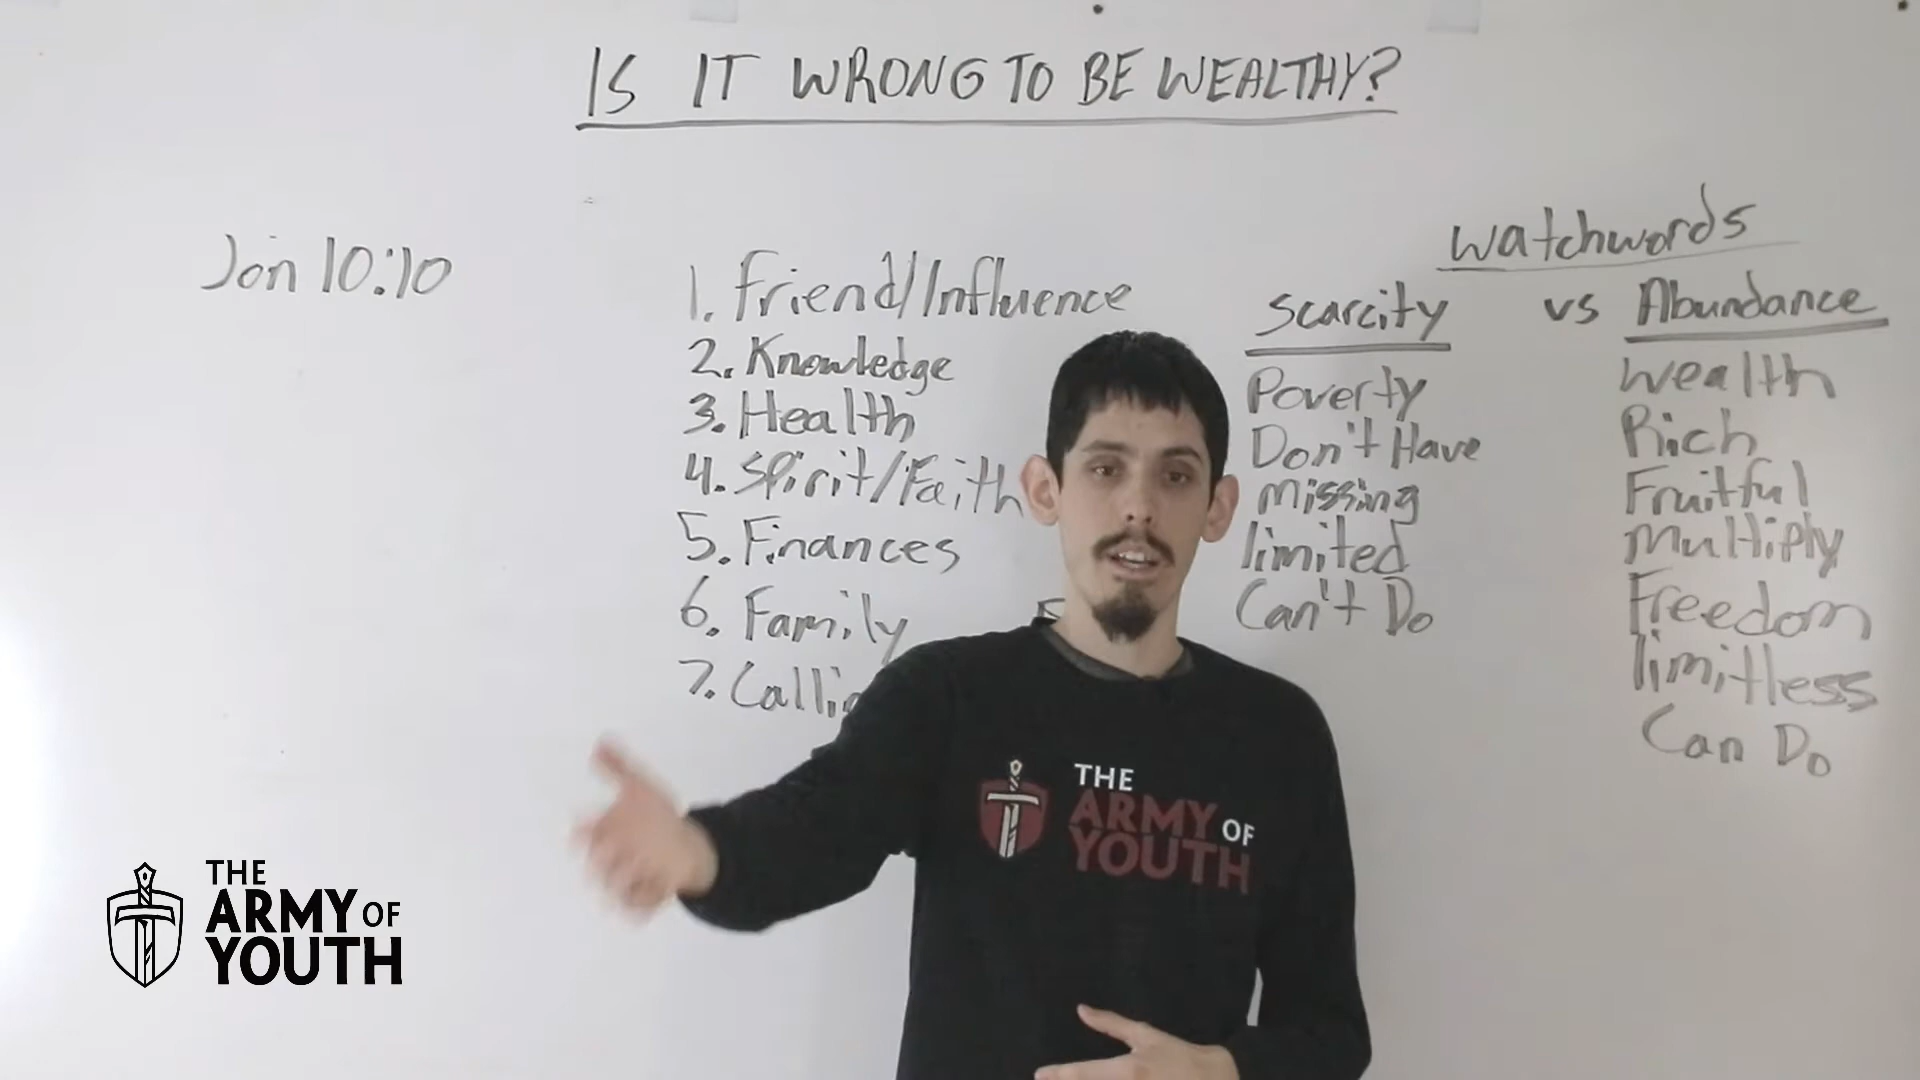 IS IT WRONG TO BE WEALTHY?
Jon 10:10
1. Friend/Influence
2. Knowledge
3. Health
4. Spirit/Faith
5. Finances
6. Family
7. Callin
watchwords
Scarcity vs Abundance
Poverty
Don't Have
Missing
limited
Can't Do
Wealth
Rich
Fruitful
Multiply
Freedom
limitless
Can Do
THE
ARMY OF
YOUTH
THE
ARMY OF
YOUTH